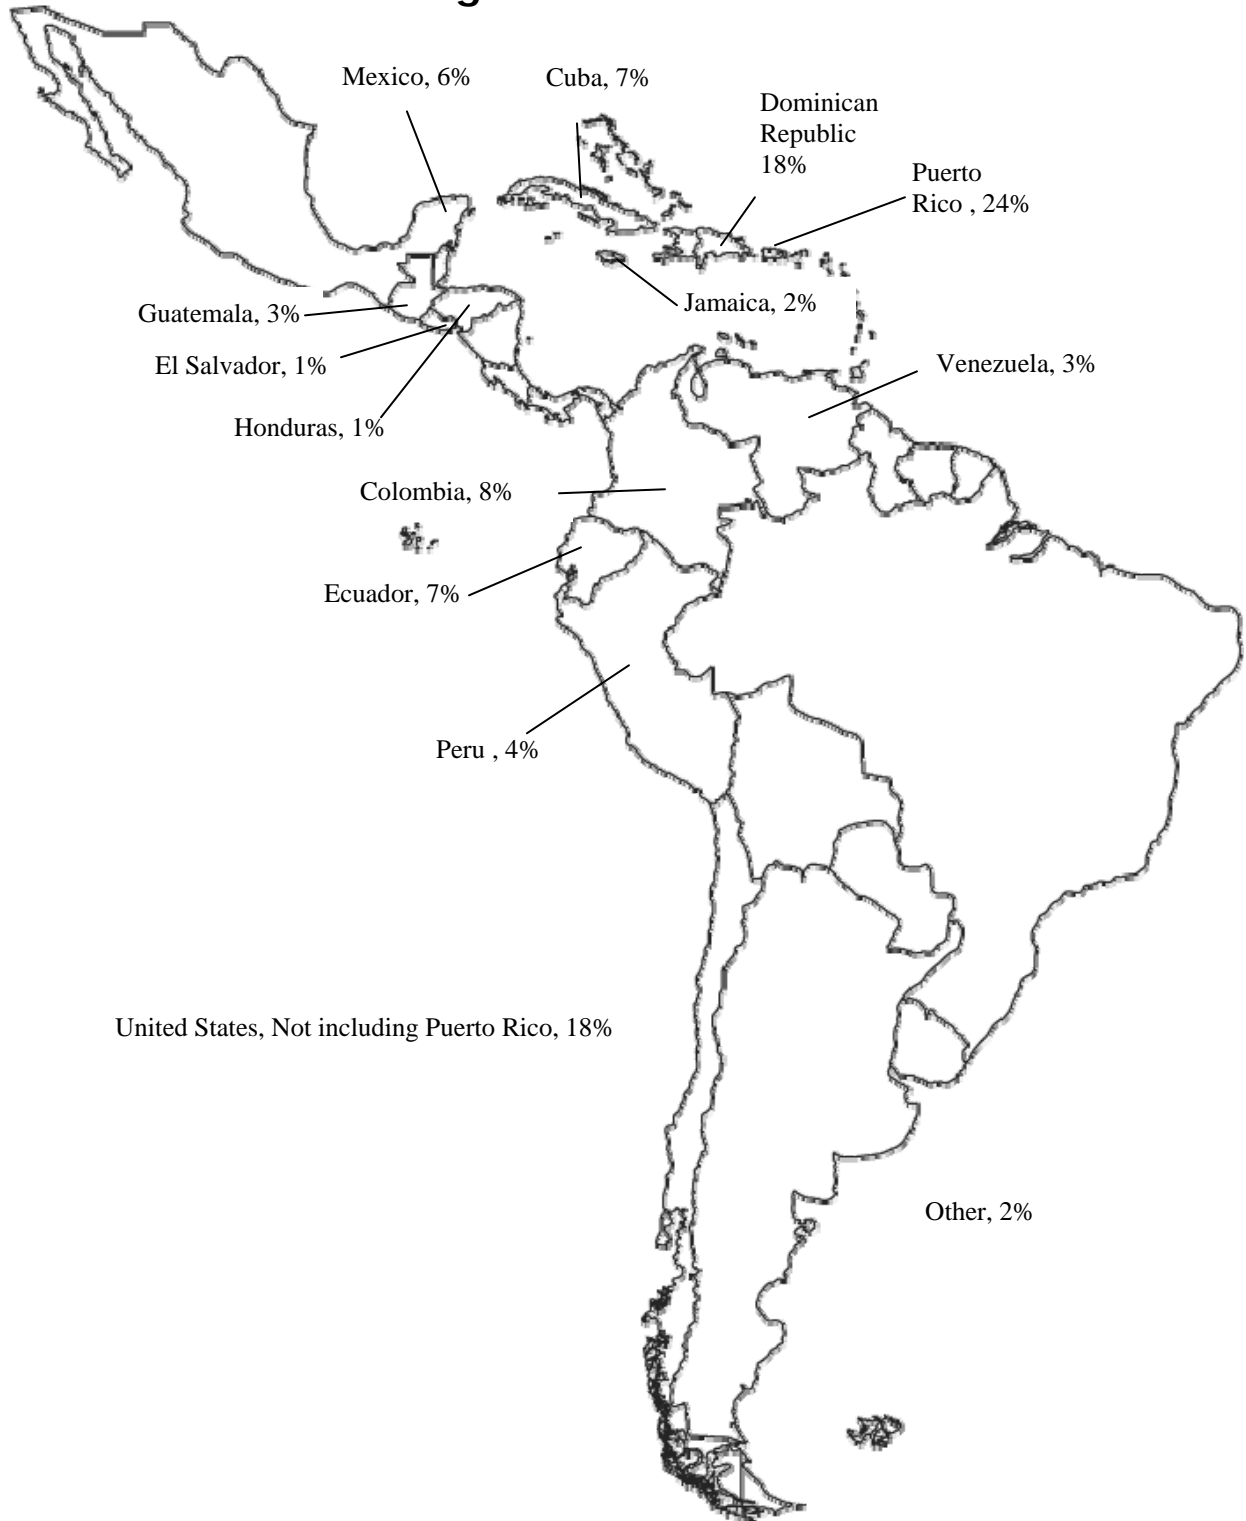 Mexico, 6%
Cuba, 7%
Dominican
Republic
18%
Puerto
Rico , 24%
Jamaica, 2%
Guatemala, 3%
El Salvador, 1%
Venezuela, 3%
Honduras, 1%
Colombia, 8%
Ecuador, 7%
Peru , 4%
United States, Not including Puerto Rico, 18%
Other, 2%